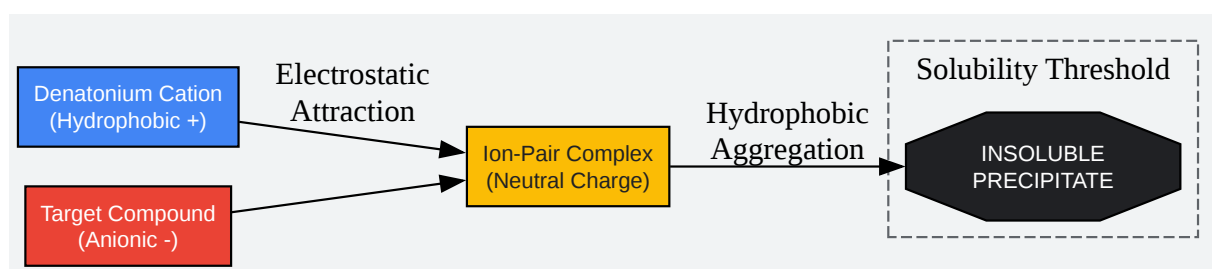 Denatonium Cation
(Hydrophobic +)
Target Compound
(Anionic -)
Electrostatic
Attraction
Ion-Pair Complex
(Neutral Charge)
Hydrophobic
Aggregation
Solubility Threshold
INSOLUBLE
PRECIPITATE